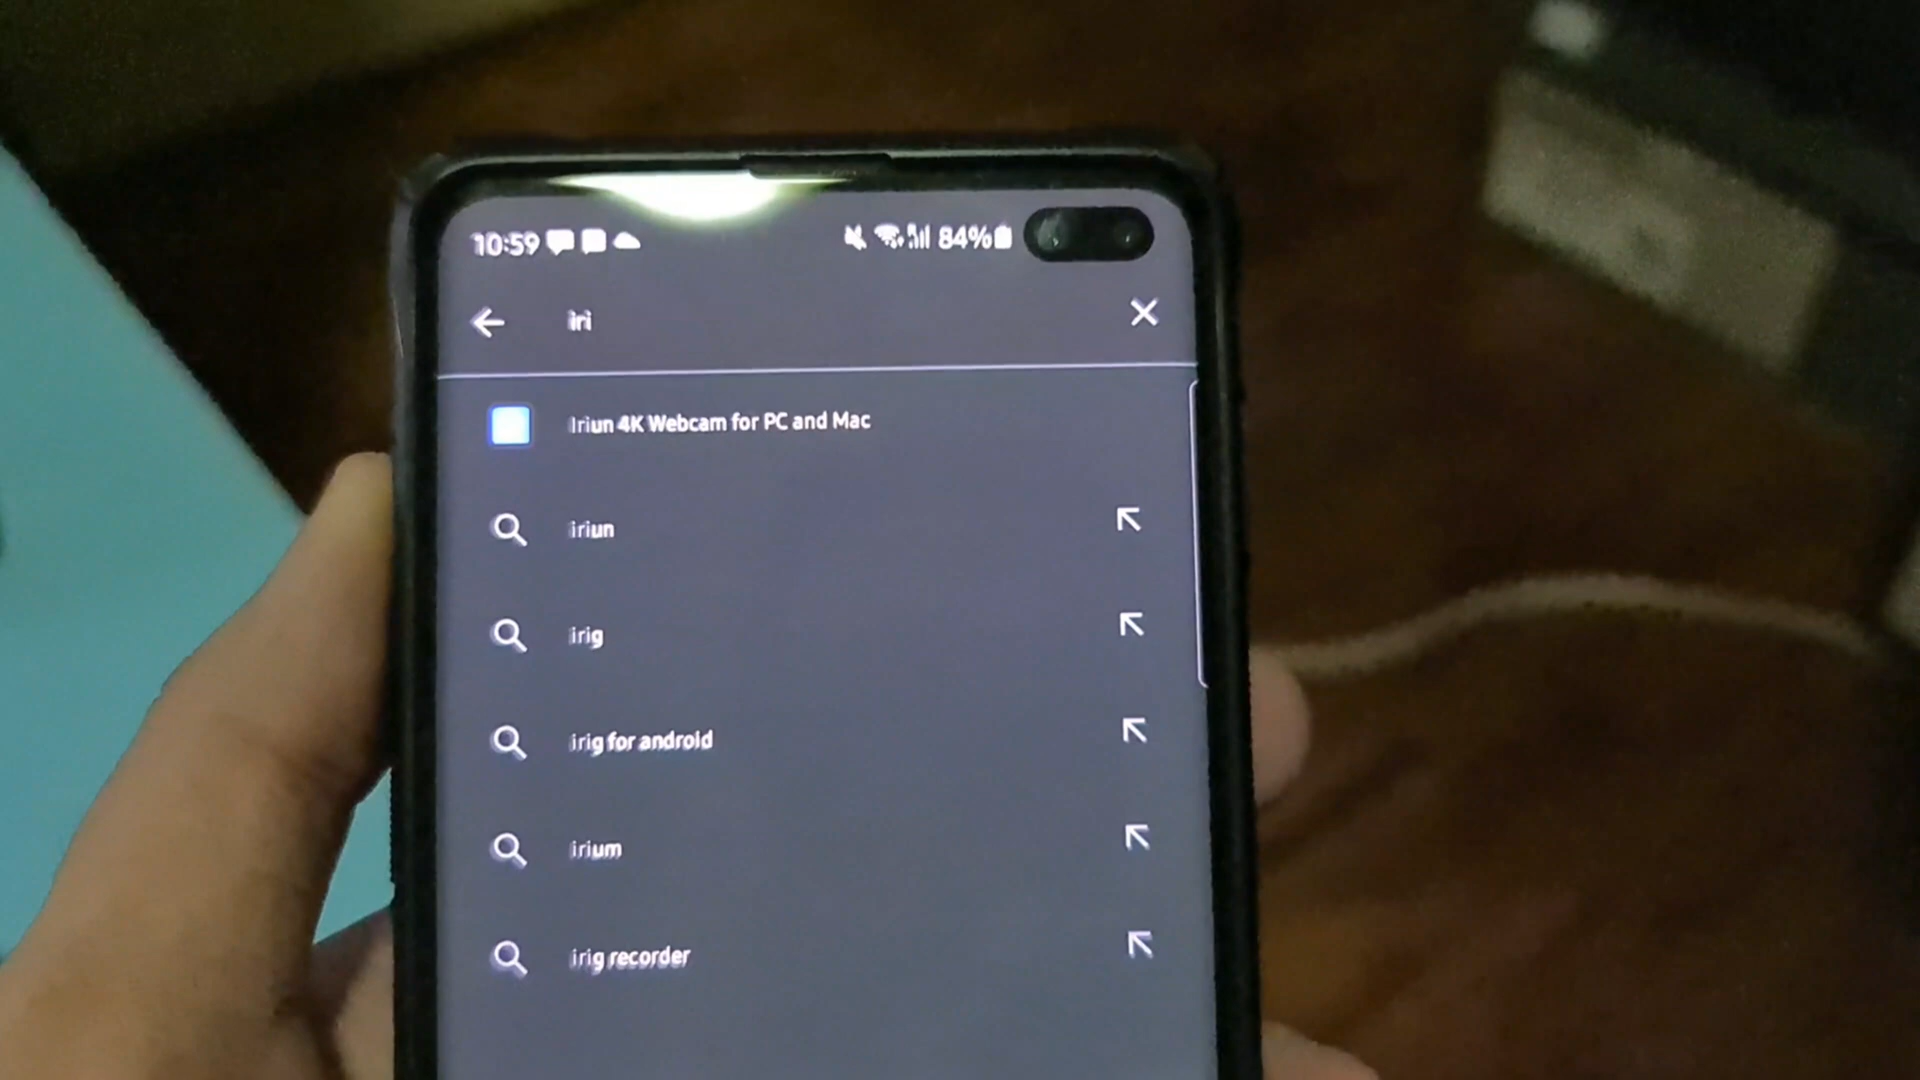 10:59 84%
iri
Iriun 4K Webcam for PC and Mac
iriun
irig
irig for android
irium
irig recorder